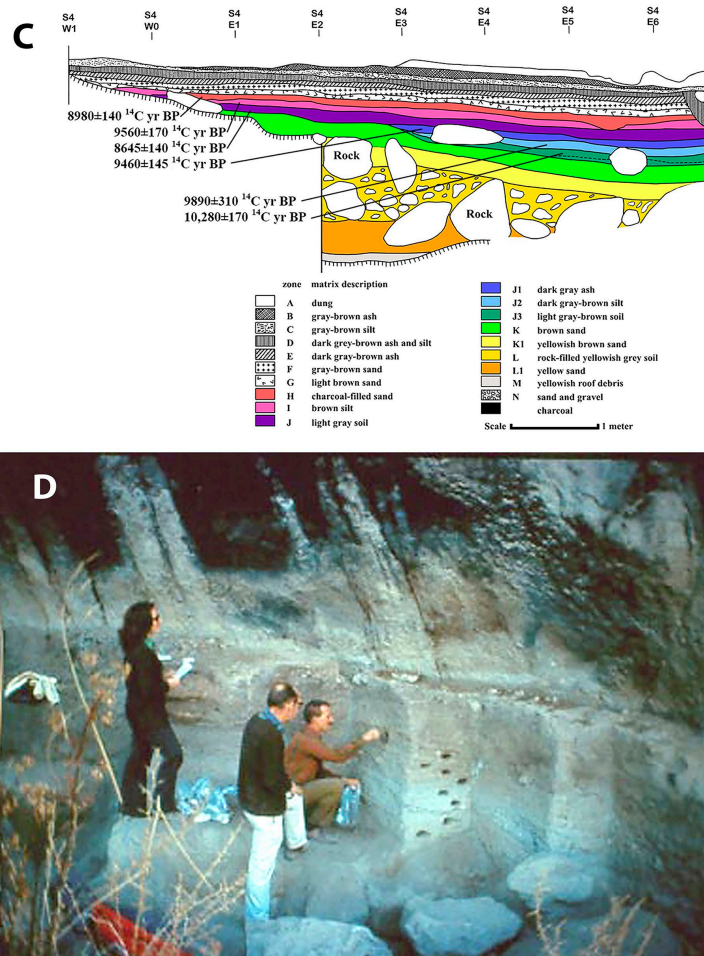 C
S4 S4 S4 S4 S4 S4 S4 S4
W1 W0 E1 E2 E3 E4 E5 E6
8980±140 ¹⁴C yr BP
9560±170 ¹⁴C yr BP
8645±140 ¹⁴C yr BP
9460±145 ¹⁴C yr BP
Rock
9890±310 ¹⁴C yr BP
10,280±170 ¹⁴C yr BP
Rock
zone matrix description
A dung
B gray-brown ash
C gray-brown silt
D dark grey-brown ash and silt
E dark gray-brown ash
F gray-brown sand
G light brown sand
H charcoal-filled sand
I brown silt
J light gray soil
J1 dark gray ash
J2 dark gray-brown silt
J3 light gray-brown soil
K brown sand
K1 yellowish brown sand
L rock-filled yellowish grey soil
L1 yellow sand
M yellowish roof debris
N sand and gravel
charcoal
Scale 1 meter
D